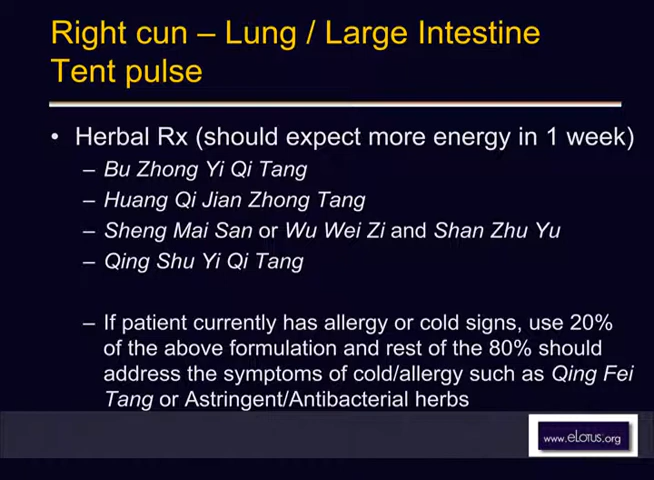 Right cun – Lung / Large Intestine
Tent pulse
• Herbal Rx (should expect more energy in 1 week)
– Bu Zhong Yi Qi Tang
– Huang Qi Jian Zhong Tang
– Sheng Mai San or Wu Wei Zi and Shan Zhu Yu
– Qing Shu Yi Qi Tang
– If patient currently has allergy or cold signs, use 20%
of the above formulation and rest of the 80% should
address the symptoms of cold/allergy such as Qing Fei
Tang or Astringent/Antibacterial herbs
www.eLotus.org